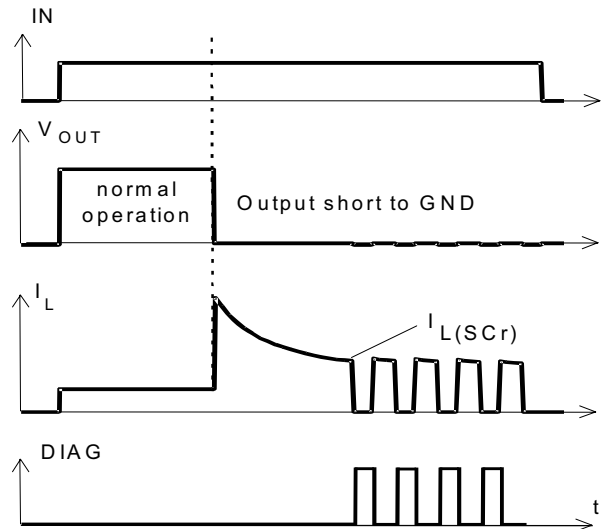 IN
V OUT
normal
operation
Output short to GND
I L
I L(SCr)
DIAG
t